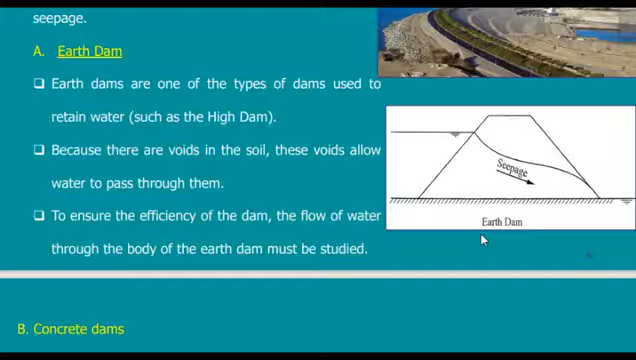 seepage.
A. Earth Dam
Earth dams are one of the types of dams used to
retain water (such as the High Dam).
Because there are voids in the soil, these voids allow
water to pass through them.
To ensure the efficiency of the dam, the flow of water
through the body of the earth dam must be studied.
Seepage
Earth Dam
B. Concrete dams